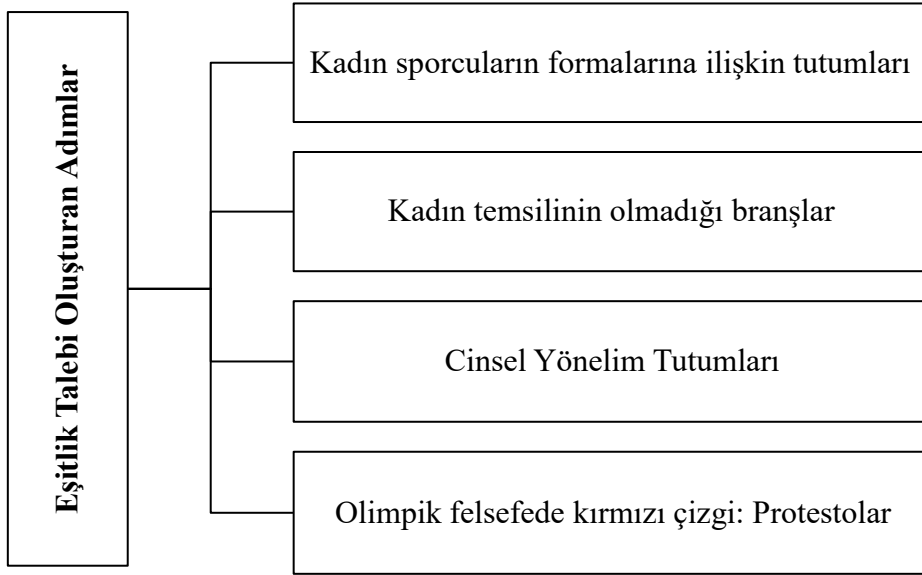 Eşitlik Talebi Oluşturan Adımlar
Kadın sporcuların formalarına ilişkin tutumları
Kadın temsilinin olmadığı branşlar
Cinsel Yönelim Tutumları
Olimpik felsefede kırmızı çizgi: Protestolar